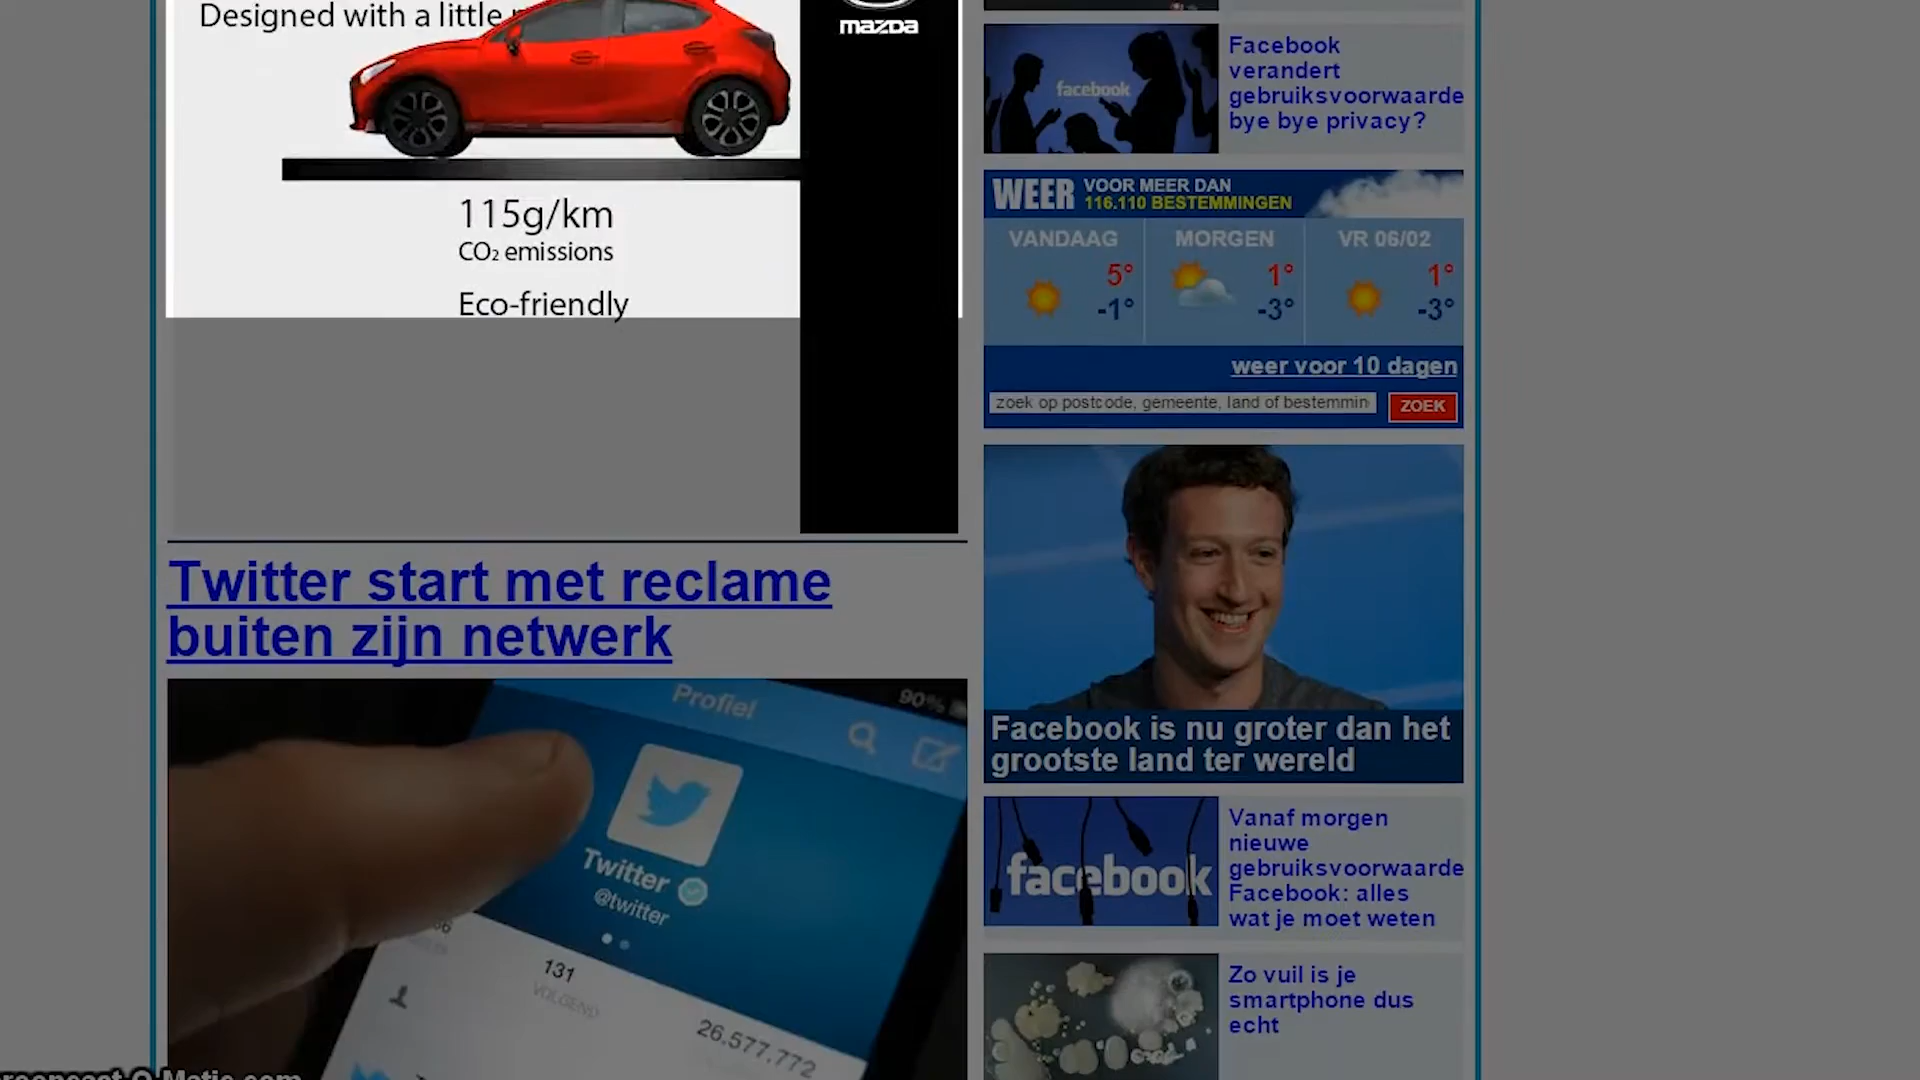 Designed with a little
mazda
115g/km
CO₂ emissions
Eco-friendly
Twitter start met reclame
buiten zijn netwerk
Profiel
90%
Twitter
@twitter
131
VOLGEND
26.577.772
facebook
Facebook
verandert
gebruiksvoorwaarde
bye bye privacy?
WEER VOOR MEER DAN
116.110 BESTEMMINGEN
VANDAAG MORGEN VR 06/02
5° 1° 1°
-1° -3° -3°
weer voor 10 dagen
zoek op postcode, gemeente, land of bestemmin
ZOEK
Facebook is nu groter dan het
grootste land ter wereld
facebook
Vanaf morgen
nieuwe
gebruiksvoorwaarde
Facebook: alles
wat je moet weten
Zo vuil is je
smartphone dus
echt